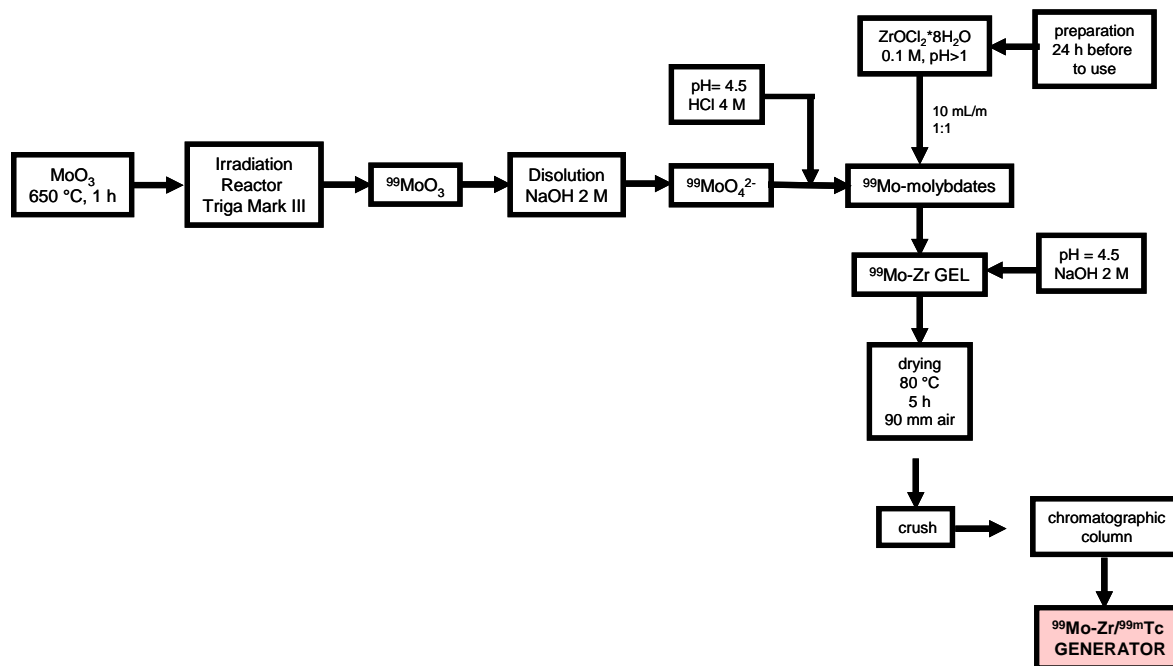 ZrOCl₂*8H₂O
0.1 M, pH>1
preparation
24 h before
to use
pH= 4.5
HCl 4 M
10 mL/m
1:1
MoO₃
650 °C, 1 h
Irradiation
Reactor
Triga Mark III
⁹⁹MoO₃
Disolution
NaOH 2 M
⁹⁹MoO₄²⁻
⁹⁹Mo-molybdates
⁹⁹Mo-Zr GEL
pH = 4.5
NaOH 2 M
drying
80 °C
5 h
90 mm air
crush
chromatographic
column
⁹⁹Mo-Zr/⁹⁹ᵐTc
GENERATOR